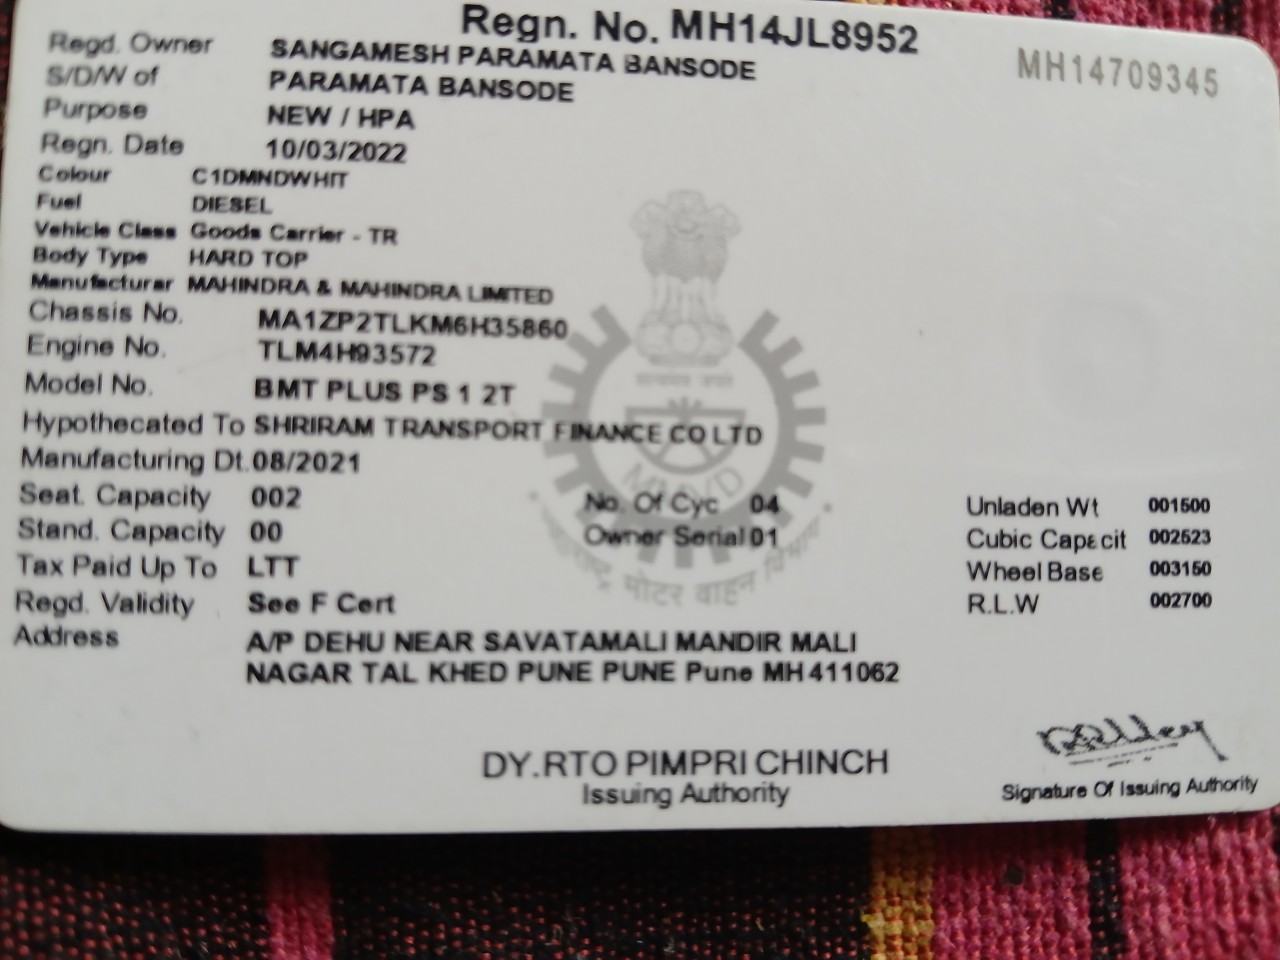 Regn. No. MH14JL8952
MH14709345
Regd. Owner SANGAMESH PARAMATA BANSODE
S/D/W of PARAMATA BANSODE
Purpose NEW / HPA
Regn. Date 10/03/2022
Colour C1DMNDWHIT
Fuel DIESEL
Vehicle Class Goods Carrier - TR
Body Type HARD TOP
Manufacturar MAHINDRA & MAHINDRA LIMITED
Chassis No. MA1ZP2TLKM6H35860
Engine No. TLM4H93572
Model No. BMT PLUS PS 1 2T
Hypothecated To SHRIRAM TRANSPORT FINANCE CO LTD
Manufacturing Dt. 08/2021
MMVD
Seat. Capacity 002 No. Of Cyc 04 Unladen Wt 001500
Stand. Capacity 00 Owner Serial 01 Cubic Capacit 002523
Tax Paid Up To LTT Wheel Base 003150
Regd. Validity See F Cert R.L.W 002700
मोटर वाहन विभाग
Address A/P DEHU NEAR SAVATAMALI MANDIR MALI
NAGAR TAL KHED PUNE PUNE Pune MH 411062
DY.RTO PIMPRI CHINCH
Issuing Authority
Signature Of Issuing Authority